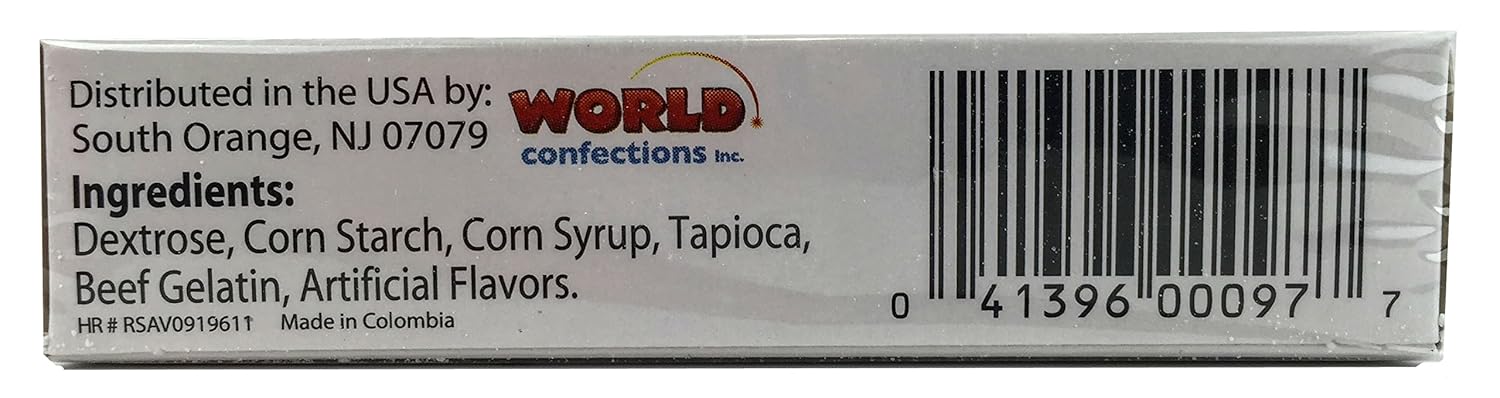 Distributed in the USA by:
South Orange, NJ 07079
WORLD
confections Inc.
Ingredients:
Dextrose, Corn Starch, Corn Syrup, Tapioca,
Beef Gelatin, Artificial Flavors.
HR # RSAV0919611 Made in Colombia
0 41396 00097 7